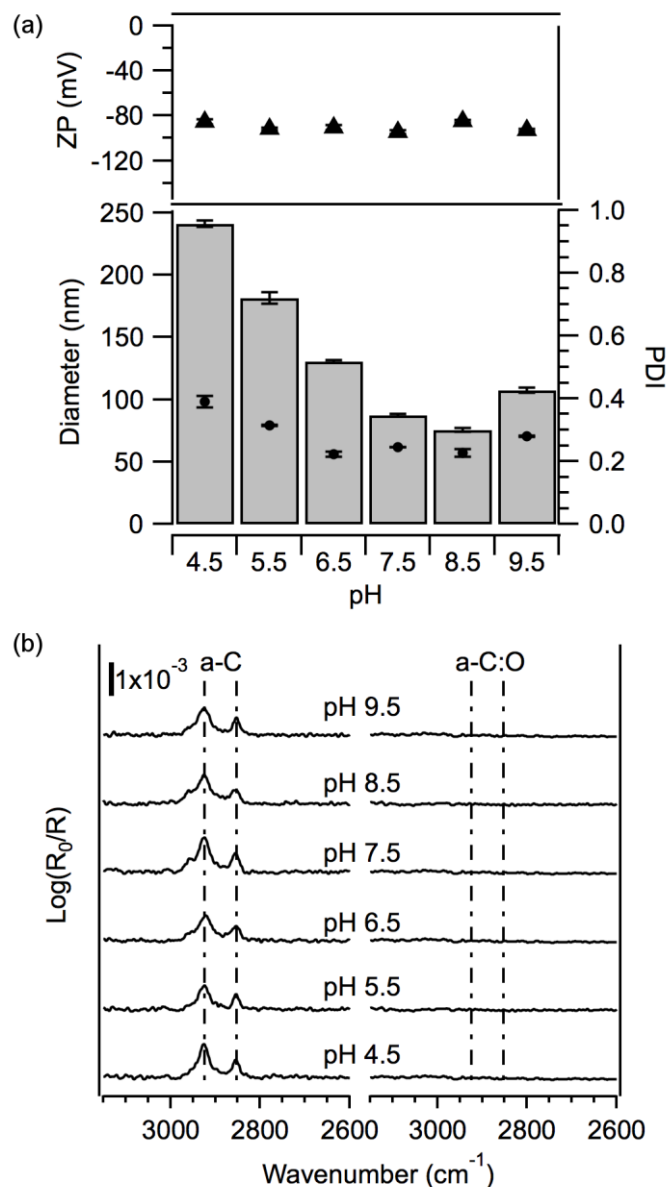 (a)
ZP (mV)
0
-40
-80
-120
Diameter (nm)
250
200
150
100
50
0
1.0
0.8
0.6
0.4
0.2
0.0
PDI
4.5 5.5 6.5 7.5 8.5 9.5
pH
(b)
1x10⁻³ a-C a-C:O
pH 9.5
pH 8.5
pH 7.5
pH 6.5
pH 5.5
pH 4.5
Log(R₀/R)
3000 2800 2600 3000 2800 2600
Wavenumber (cm⁻¹)